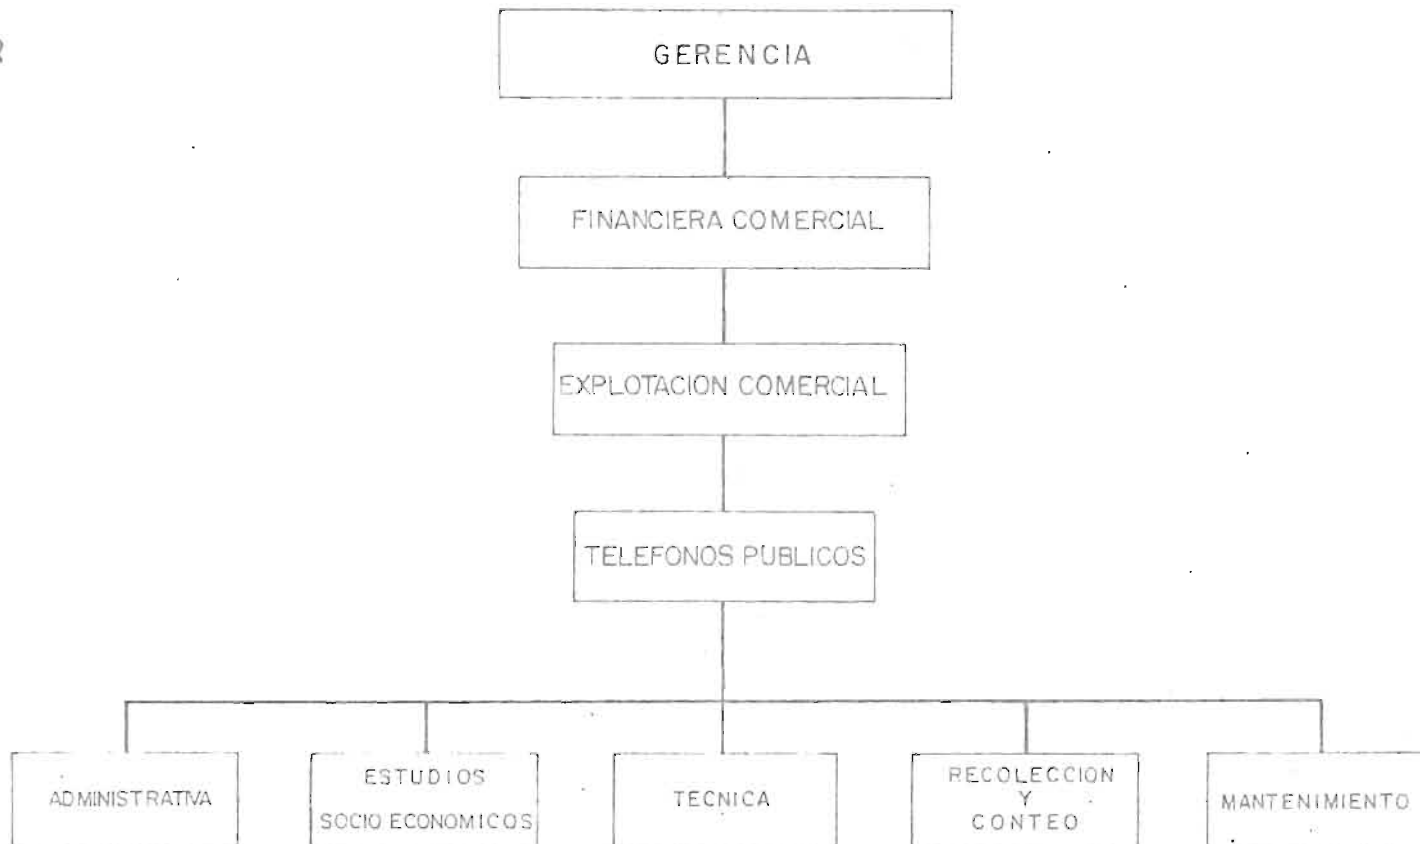 GERENCIA
FINANCIERA COMERCIAL
EXPLOTACION COMERCIAL
TELEFONOS PUBLICOS
ADMINISTRATIVA
ESTUDIOS
SOCIO ECONOMICOS
TECNICA
RECOLECCION
Y
CONTEO
MANTENIMIENTO